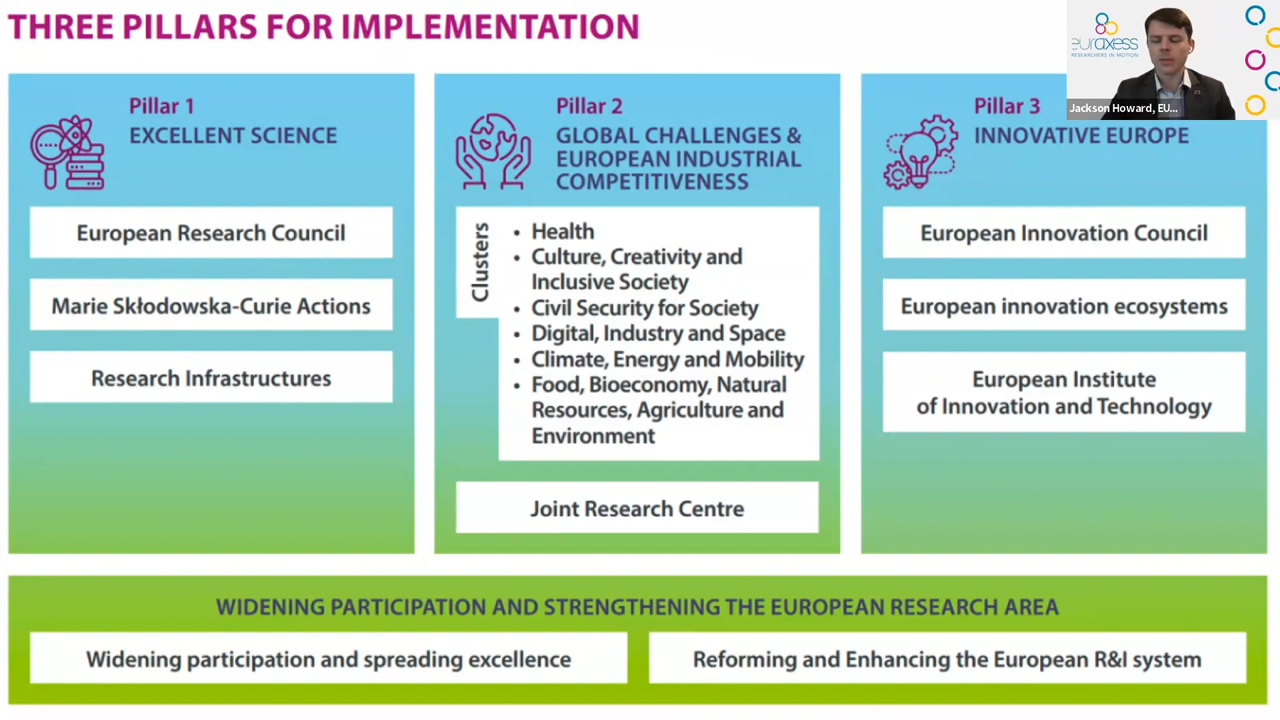 THREE PILLARS FOR IMPLEMENTATION
euraxess
RESEARCHERS IN MOTION
Jackson Howard, EU...
Pillar 1
EXCELLENT SCIENCE
European Research Council
Marie Skłodowska-Curie Actions
Research Infrastructures
Pillar 2
GLOBAL CHALLENGES &
EUROPEAN INDUSTRIAL
COMPETITIVENESS
Clusters
• Health
• Culture, Creativity and
Inclusive Society
• Civil Security for Society
• Digital, Industry and Space
• Climate, Energy and Mobility
• Food, Bioeconomy, Natural
Resources, Agriculture and
Environment
Joint Research Centre
Pillar 3
INNOVATIVE EUROPE
European Innovation Council
European innovation ecosystems
European Institute
of Innovation and Technology
WIDENING PARTICIPATION AND STRENGTHENING THE EUROPEAN RESEARCH AREA
Widening participation and spreading excellence
Reforming and Enhancing the European R&I system